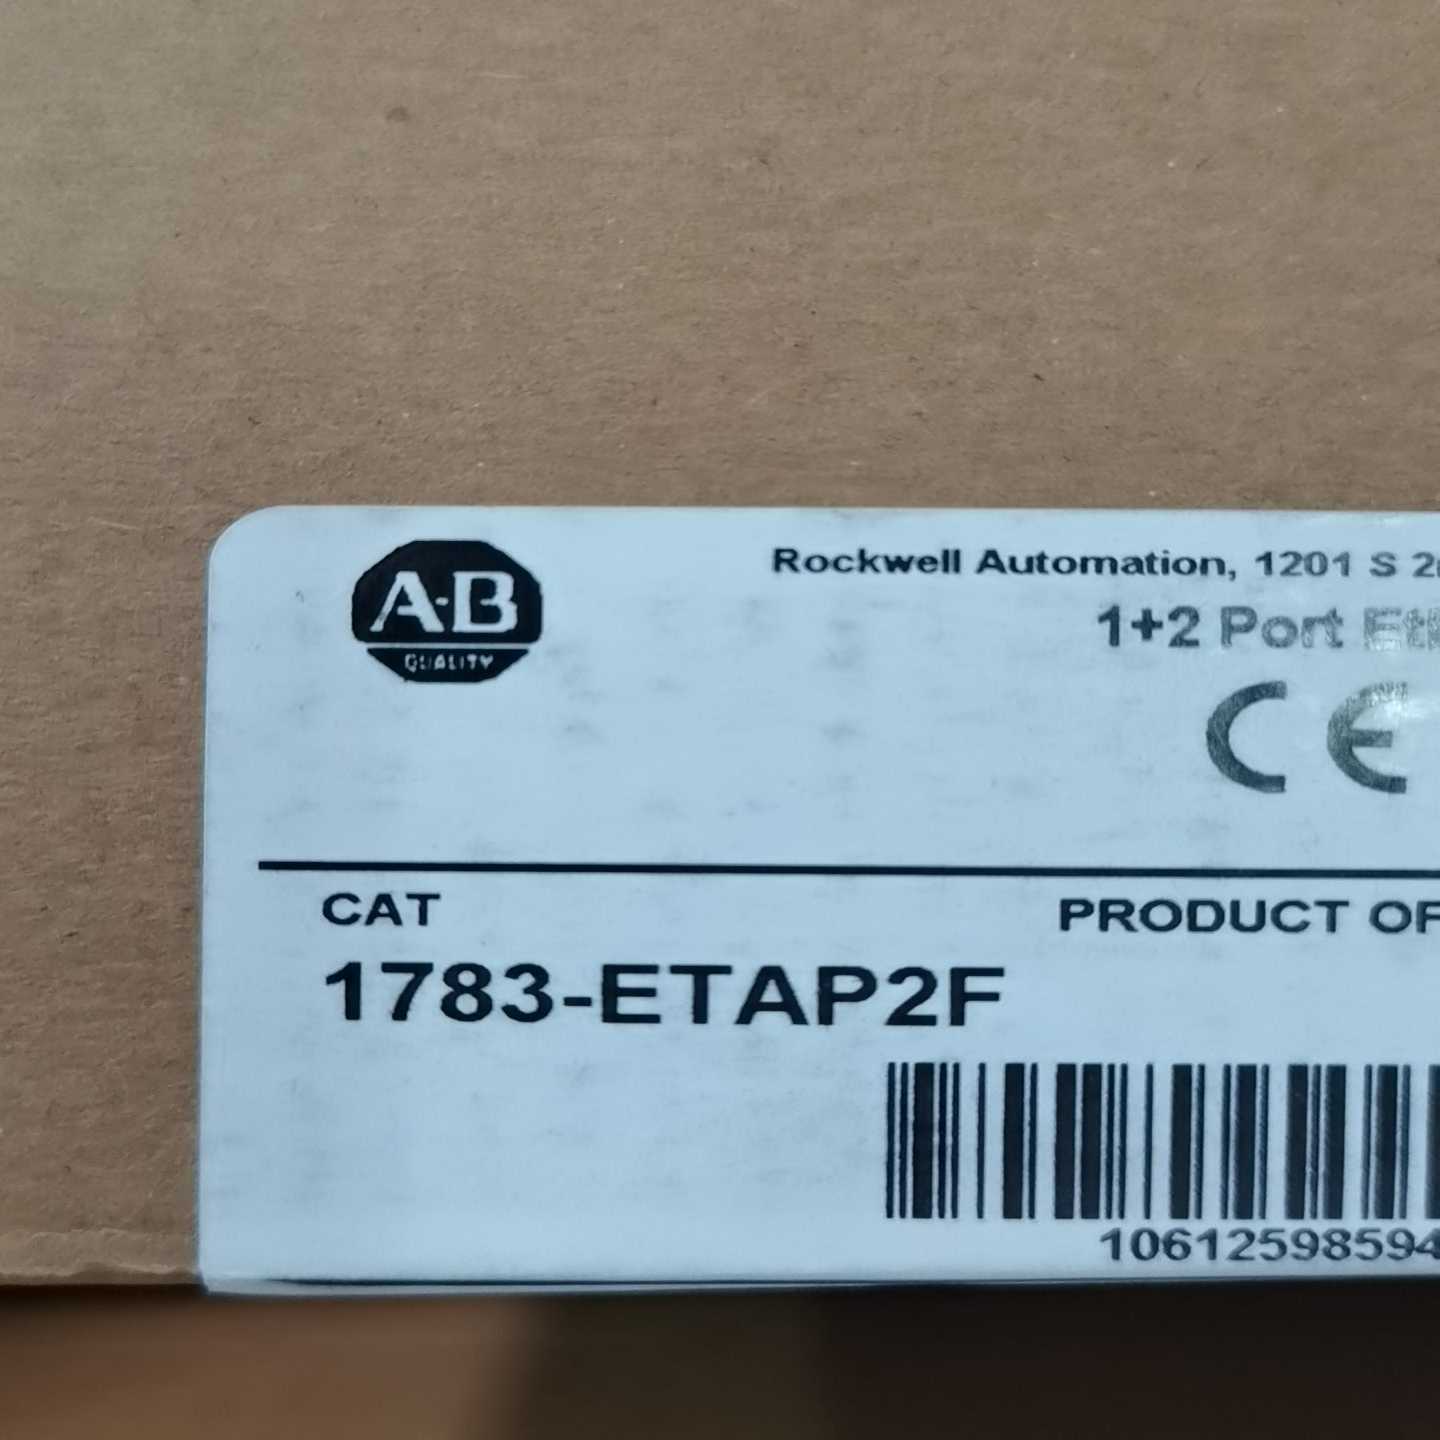 A-B
QUALITY
Rockwell Automation, 1201 S
1+2 Port
CE
CAT
PRODUCT OF
1783-ETAP2F
10612598594